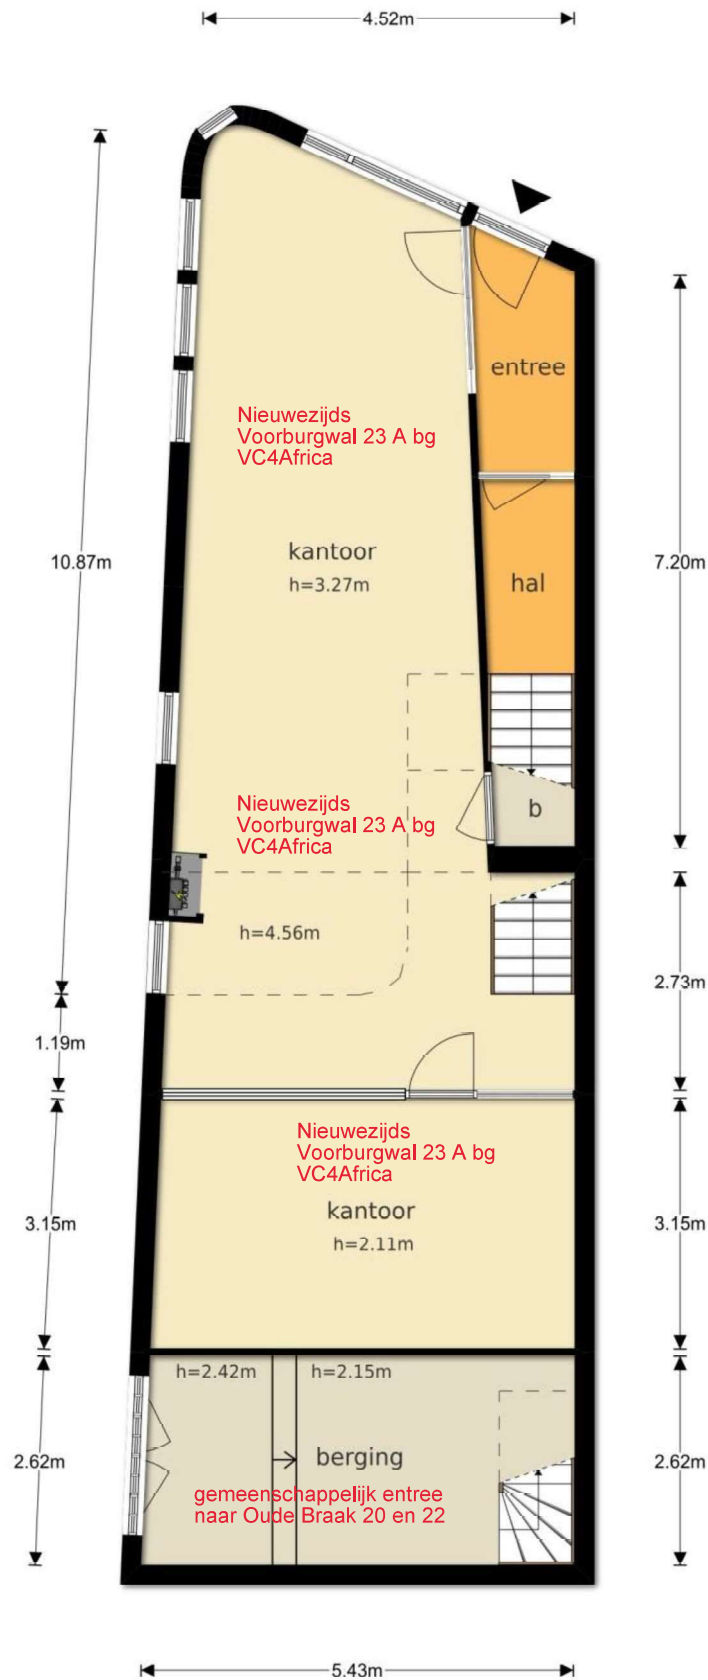 4.52m
entree
Nieuwezijds
Voorburgwal 23 A bg
VC4Africa
10.87m
kantoor
h=3.27m
hal
7.20m
Nieuwezijds
Voorburgwal 23 A bg
VC4Africa
b
h=4.56m
2.73m
1.19m
Nieuwezijds
Voorburgwal 23 A bg
VC4Africa
kantoor
h=2.11m
3.15m
3.15m
h=2.42m
h=2.15m
berging
2.62m
2.62m
gemeenschappelijk entree
naar Oude Braak 20 en 22
5.43m